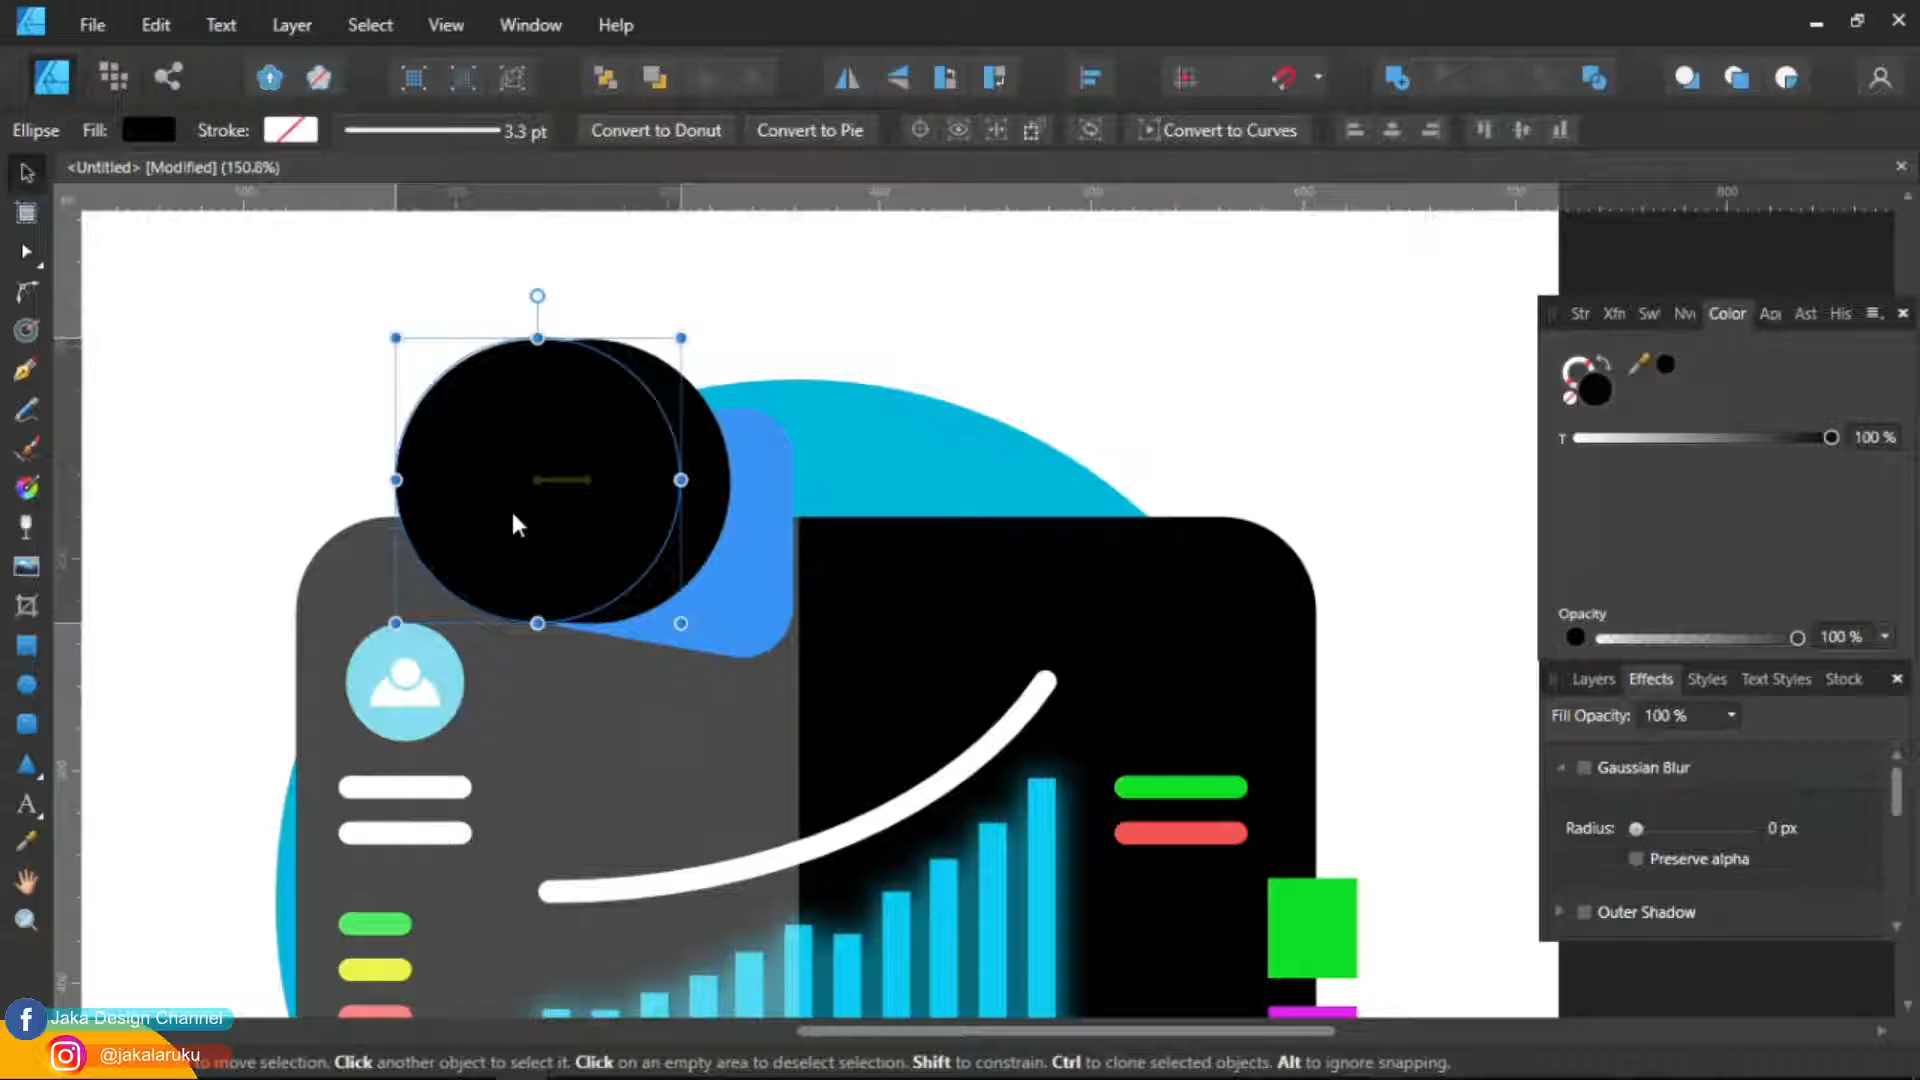 File Edit Text Layer Select View Window Help
Ellipse Fill: Stroke: 3.3 pt Convert to Donut Convert to Pie Convert to Curves
<Untitled> [Modified] (150.8%)
Str Xfn Sw Nv Color Ap Ast His
T 100 %
Opacity
100 %
Layers Effects Styles Text Styles Stock
Fill Opacity: 100 %
Gaussian Blur
Radius: 0 px
Preserve alpha
Outer Shadow
Jaka Design Channel
@jakalaruku
to move selection. Click another object to select it. Click on an empty area to deselect selection. Shift to constrain. Ctrl to clone selected objects. Alt to ignore snapping.